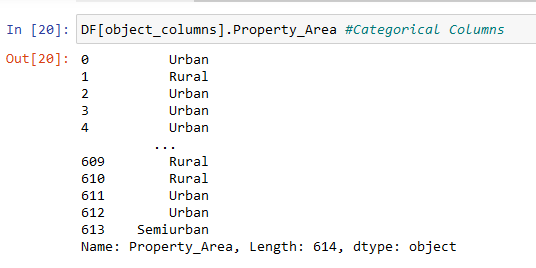 In [20]: DF[object_columns].Property_Area #Categorical Columns
Out[20]: 0 Urban
1 Rural
2 Urban
3 Urban
4 Urban
...
609 Rural
610 Rural
611 Urban
612 Urban
613 Semiurban
Name: Property_Area, Length: 614, dtype: object